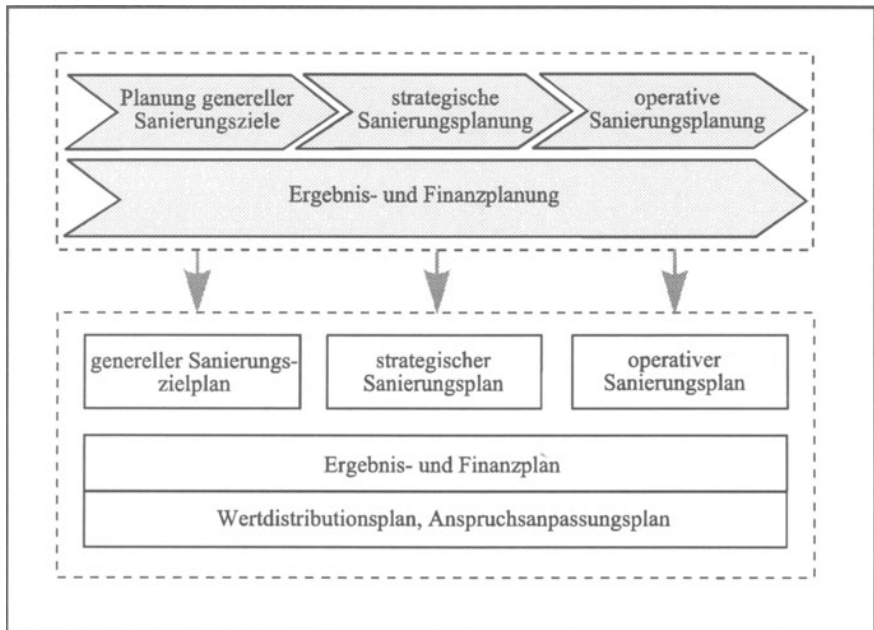 Planung genereller
Sanierungsziele
strategische
Sanierungsplanung
operative
Sanierungsplanung
Ergebnis- und Finanzplanung
genereller Sanierungs-
zielplan
strategischer
Sanierungsplan
operativer
Sanierungsplan
Ergebnis- und Finanzplan
Wertdistributionsplan, Anspruchsanpassungsplan